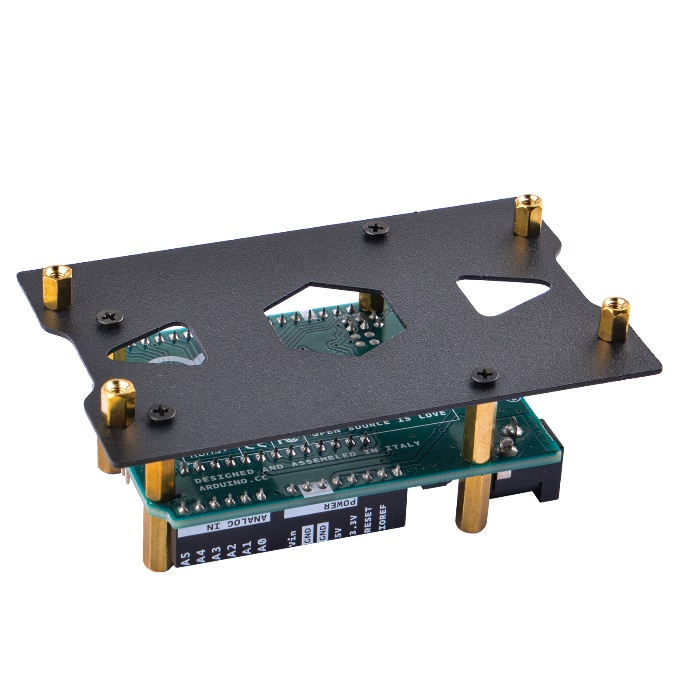 OPEN SOURCE IS LOVE
DESIGNED AND ASSEMBLED IN ITALY
ARDUINO.CC
ANALOG IN
POWER
A5
A4
A3
A2
A1
A0
Vin
GND
GND
5V
3.3V
RESET
IOREF